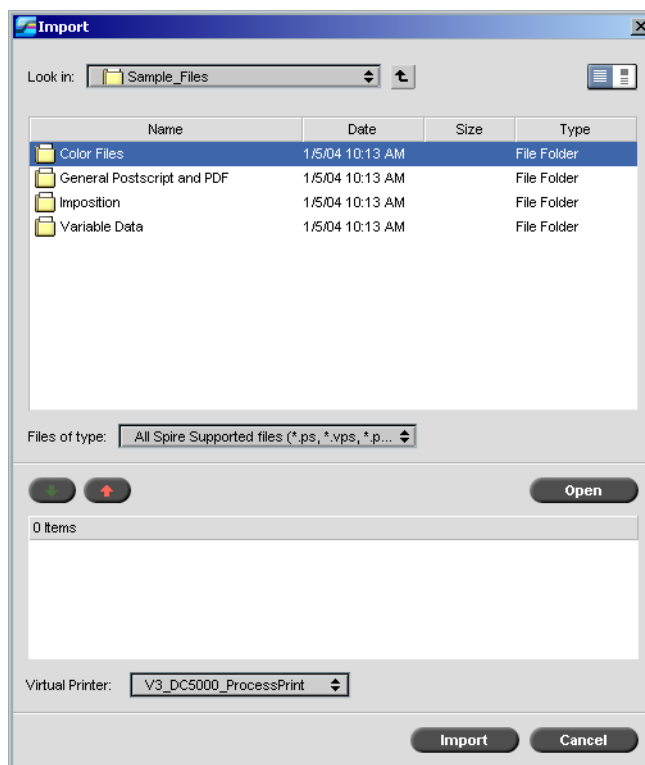 Import
Look in: Sample_Files
Name Date Size Type
Color Files 1/5/04 10:13 AM File Folder
General Postscript and PDF 1/5/04 10:13 AM File Folder
Imposition 1/5/04 10:13 AM File Folder
Variable Data 1/5/04 10:13 AM File Folder
Files of type: All Spire Supported files (*.ps, *.vps, *.p...
Open
0 Items
Virtual Printer: V3_DC5000_ProcessPrint
Import Cancel